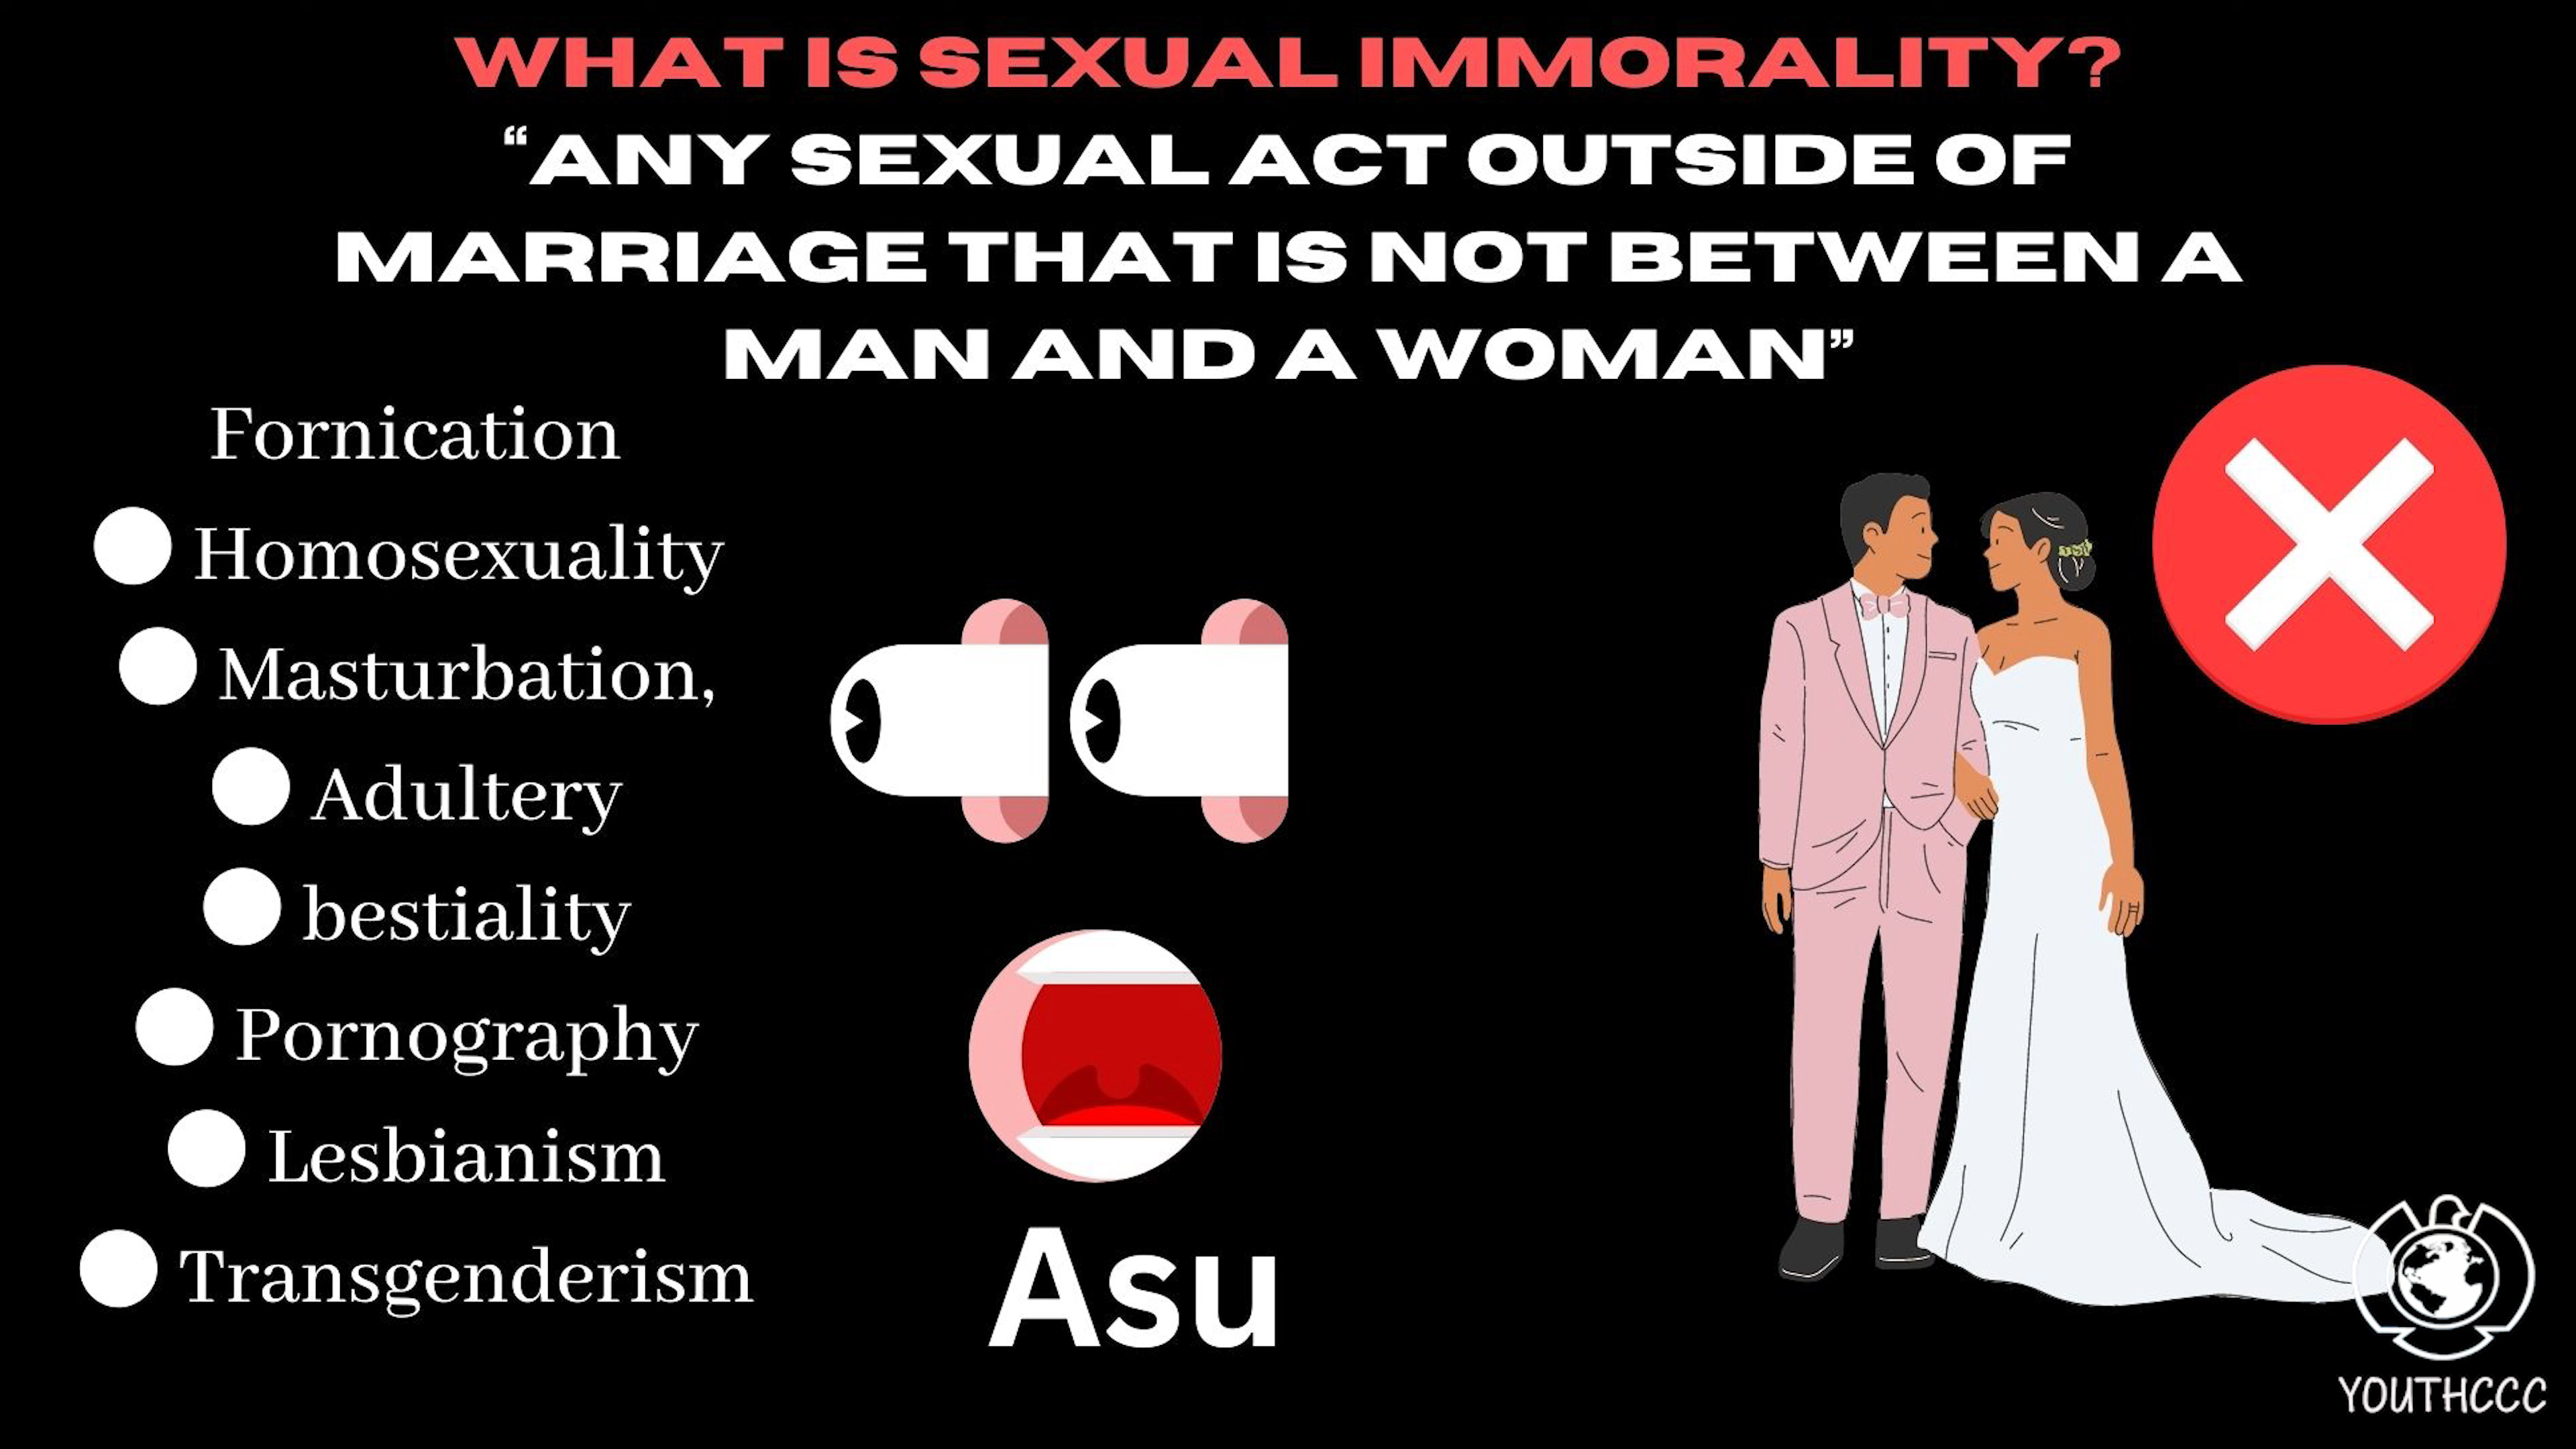 WHAT IS SEXUAL IMMORALITY?
“ANY SEXUAL ACT OUTSIDE OF
MARRIAGE THAT IS NOT BETWEEN A
MAN AND A WOMAN”
Fornication
Homosexuality
Masturbation,
Adultery
bestiality
Pornography
Lesbianism
Transgenderism
Asu
YOUTHCCC